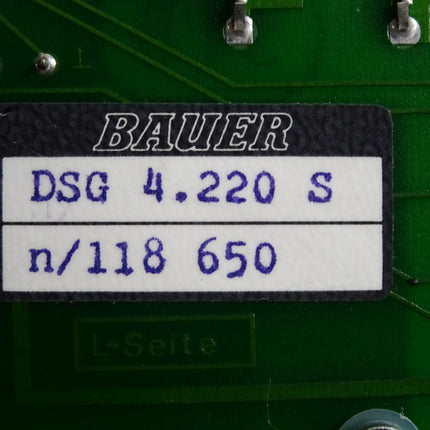 BAUER
DSG 4.220 S
n/118 650
L-Seite